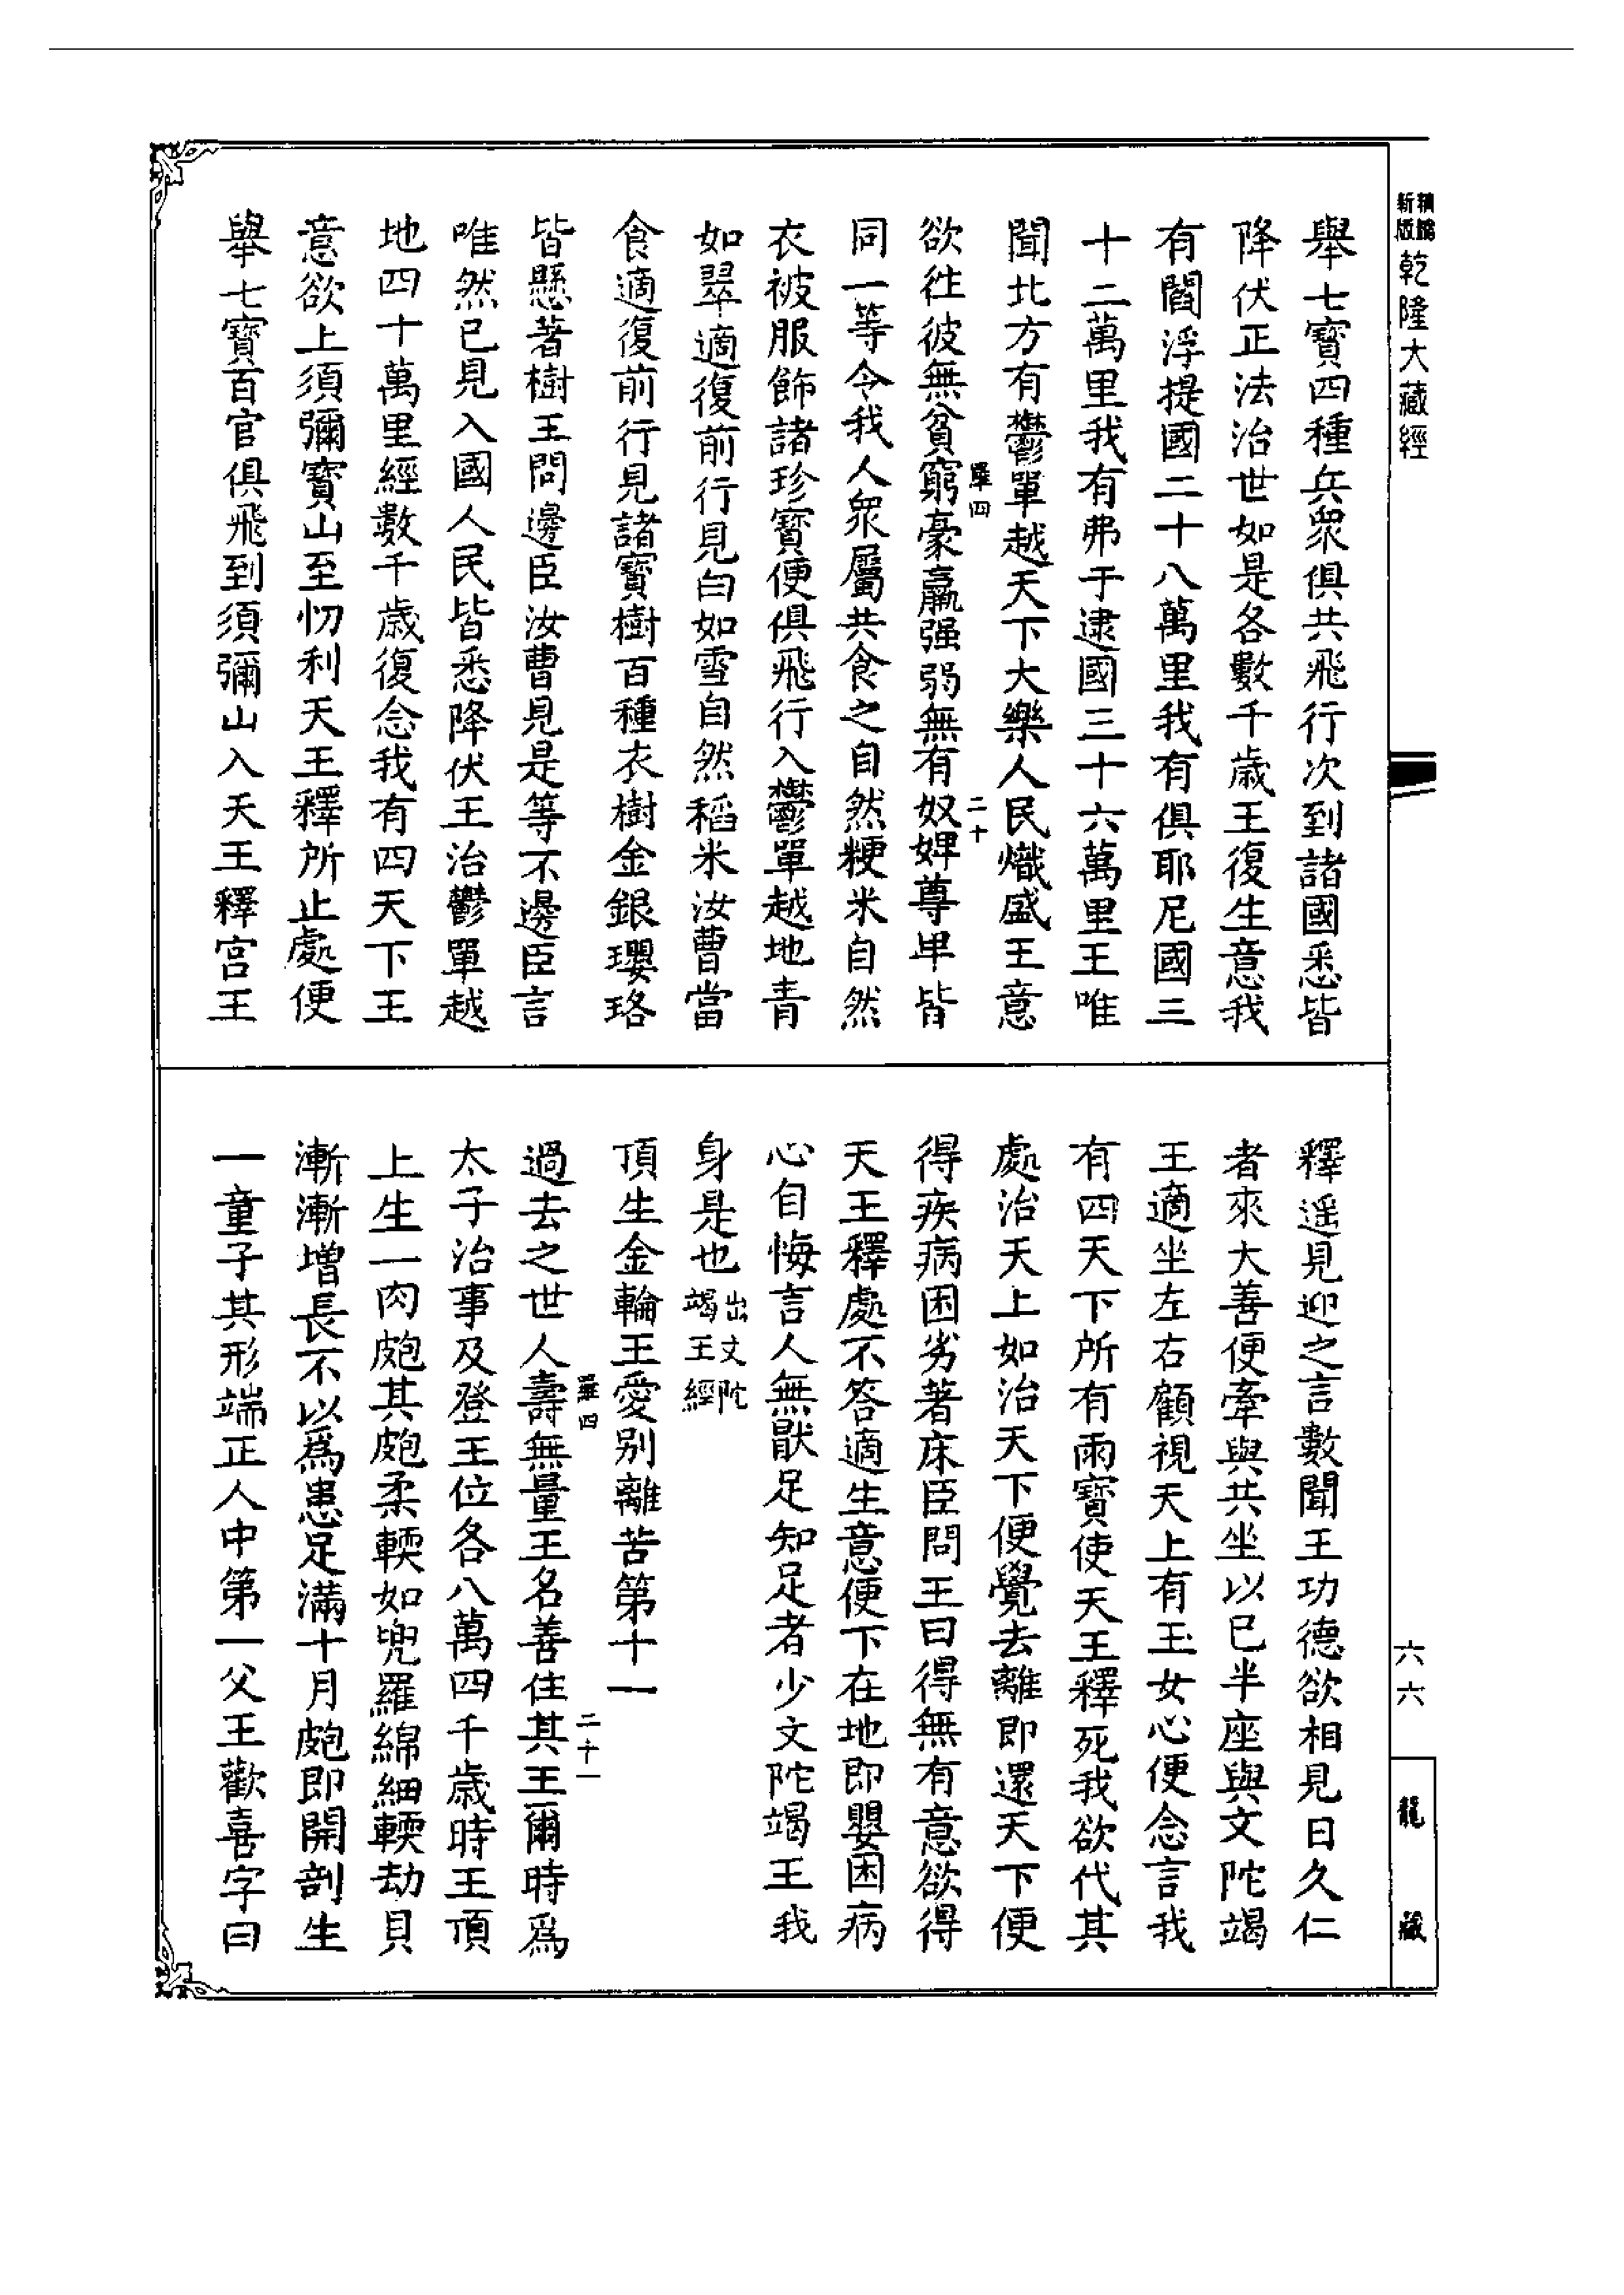 新版精縮
乾隆大藏經
舉七寶四種兵眾俱共飛行次到諸國悉皆
降伏正法治世如是各數千歲王復生意我
有閻浮提國二十八萬里我有俱耶尼國三
十二萬里我有弗于逮國三十六萬里王唯
聞北方有鬱單越天下大樂人民熾盛王意
羅四
二十
欲往彼無貧窮豪羸强弱無有奴婢尊卑皆
同一等令我人眾屬共食之自然粳米自然
衣被服飾諸珍寶便俱飛行入鬱單越地青
如翠適復前行見白如雪自然稻米汝曹當
食適復前行見諸寶樹百種衣樹金銀瓔珞
皆懸著樹王問邊臣汝曹見是等不邊臣言
唯然已見入國人民皆悉降伏王治鬱單越
地四十萬里經數千歲復念我有四天下王
意欲上須彌寶山至忉利天王釋所止處便
舉七寶百官俱飛到須彌山入天王釋宮王
釋遥見迎之言數聞王功德欲相見日久仁
者來大善便牽與共坐以已半座與文陀竭
王適坐左右顧視天上有玉女心便念言我
有四天下所有雨寶使天王釋死我欲代其
處治天上如治天下便覺去離即還天下便
得疾病困劣著床臣問王曰得無有意欲得
天王釋處不答適生意便下在地即嬰困病
心自悔言人無猒足知足者少文陀竭王我
身是也出文陀竭王經
頂生金輪王愛别離苦第十一
羅四
二十一
過去之世人壽無量王名善住其王爾時爲
太子治事及登王位各八萬四千歲時王頂
上生一肉皰其皰柔輭如兜羅綿細輭劫貝
漸漸增長不以爲患足滿十月皰即開剖生
一童子其形端正人中第一父王歡喜字曰
六六
龍藏